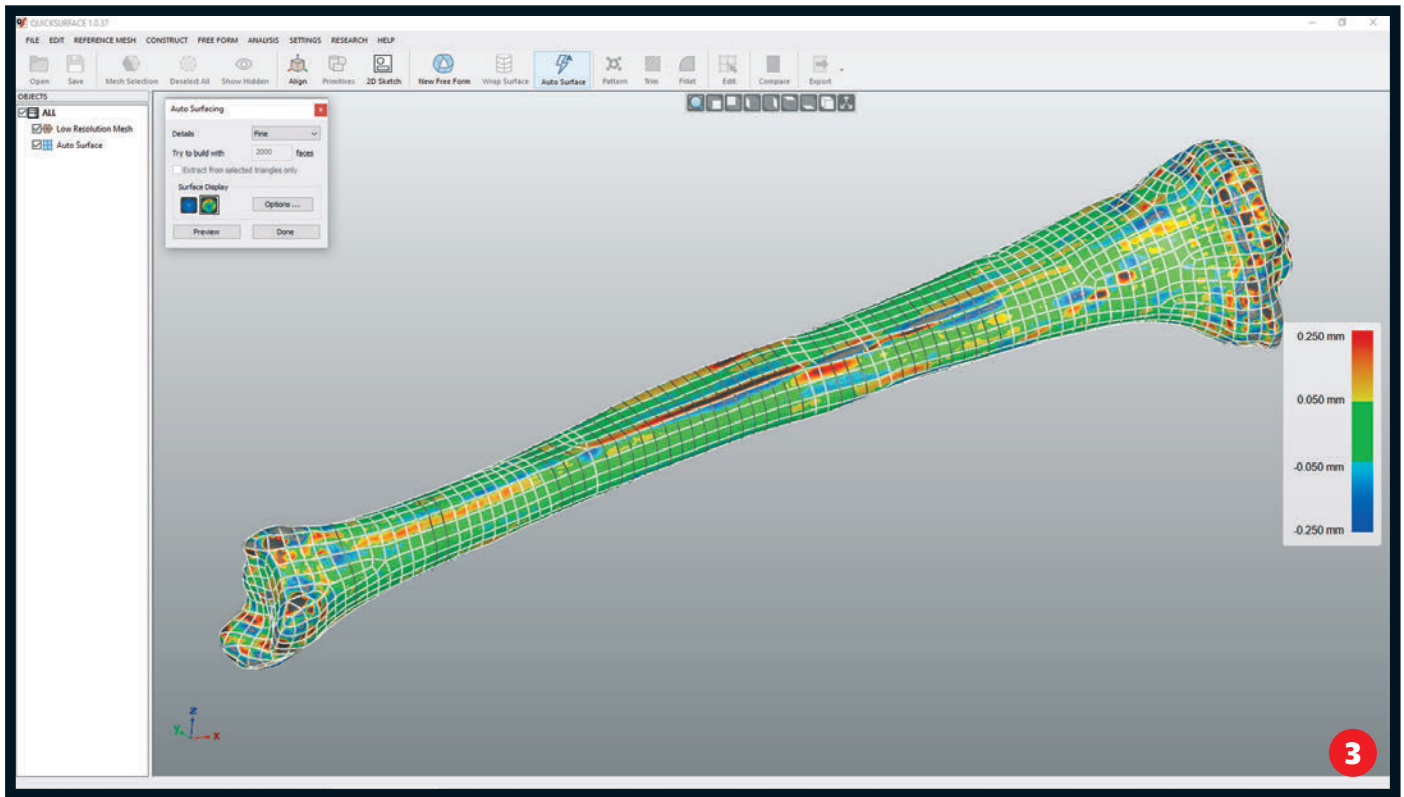 QUICKSURFACE 1.0.37
FILE EDIT REFERENCE MESH CONSTRUCT FREE FORM ANALYSIS SETTINGS RESEARCH HELP
Open Save Mesh Selection Deselect All Show Hidden Align Primitives 2D Sketch New Free Form Wrap Surface Auto Surface Pattern Trim Fillet Edit Compare Export
OBJECTS
ALL
Low Resolution Mesh
Auto Surface
Auto Surfacing
Details Fine
Try to build with 2000 faces
Extract from selected triangles only
Surface Display
Options ...
Preview Done
0.250 mm
0.050 mm
-0.050 mm
-0.250 mm
Z
Y
X
3